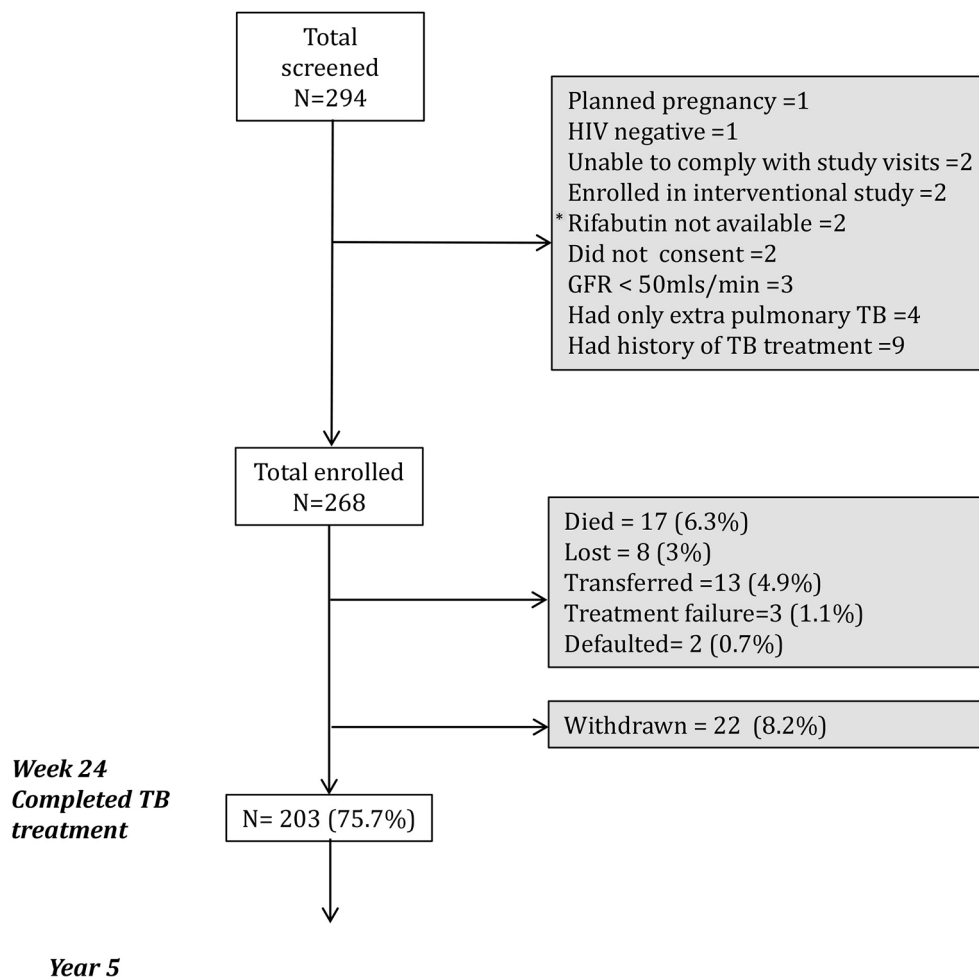 Total
screened
N=294
Planned pregnancy =1
HIV negative =1
Unable to comply with study visits =2
Enrolled in interventional study =2
* Rifabutin not available =2
Did not  consent =2
GFR < 50mls/min =3
Had only extra pulmonary TB =4
Had history of TB treatment =9
Total enrolled
N=268
Died = 17 (6.3%)
Lost = 8 (3%)
Transferred =13 (4.9%)
Treatment failure=3 (1.1%)
Defaulted= 2 (0.7%)
Withdrawn = 22  (8.2%)
Week 24
Completed TB
treatment
N= 203 (75.7%)
Year 5